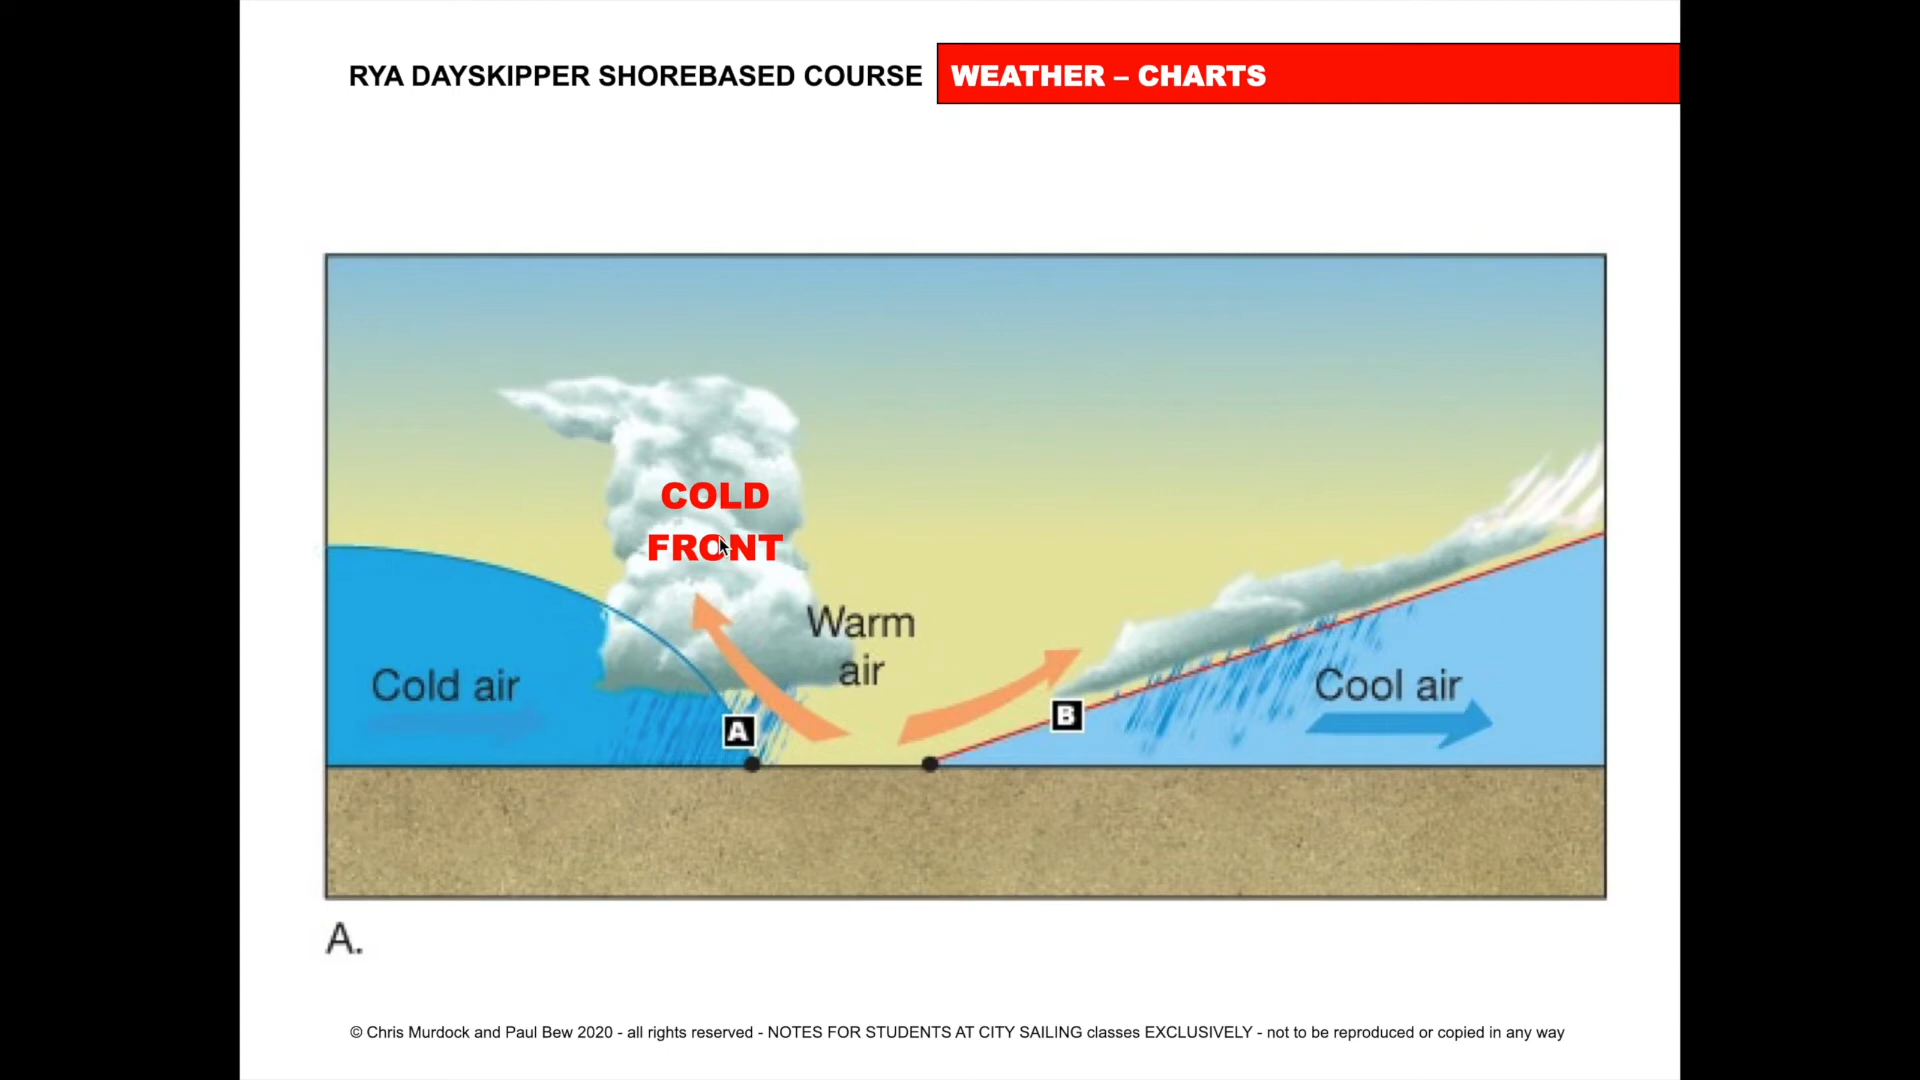 RYA DAYSKIPPER SHOREBASED COURSE WEATHER – CHARTS
COLD
FRONT
Warm
air
Cold air
Cool air
A
B
A.
© Chris Murdock and Paul Bew 2020 - all rights reserved - NOTES FOR STUDENTS AT CITY SAILING classes EXCLUSIVELY - not to be reproduced or copied in any way